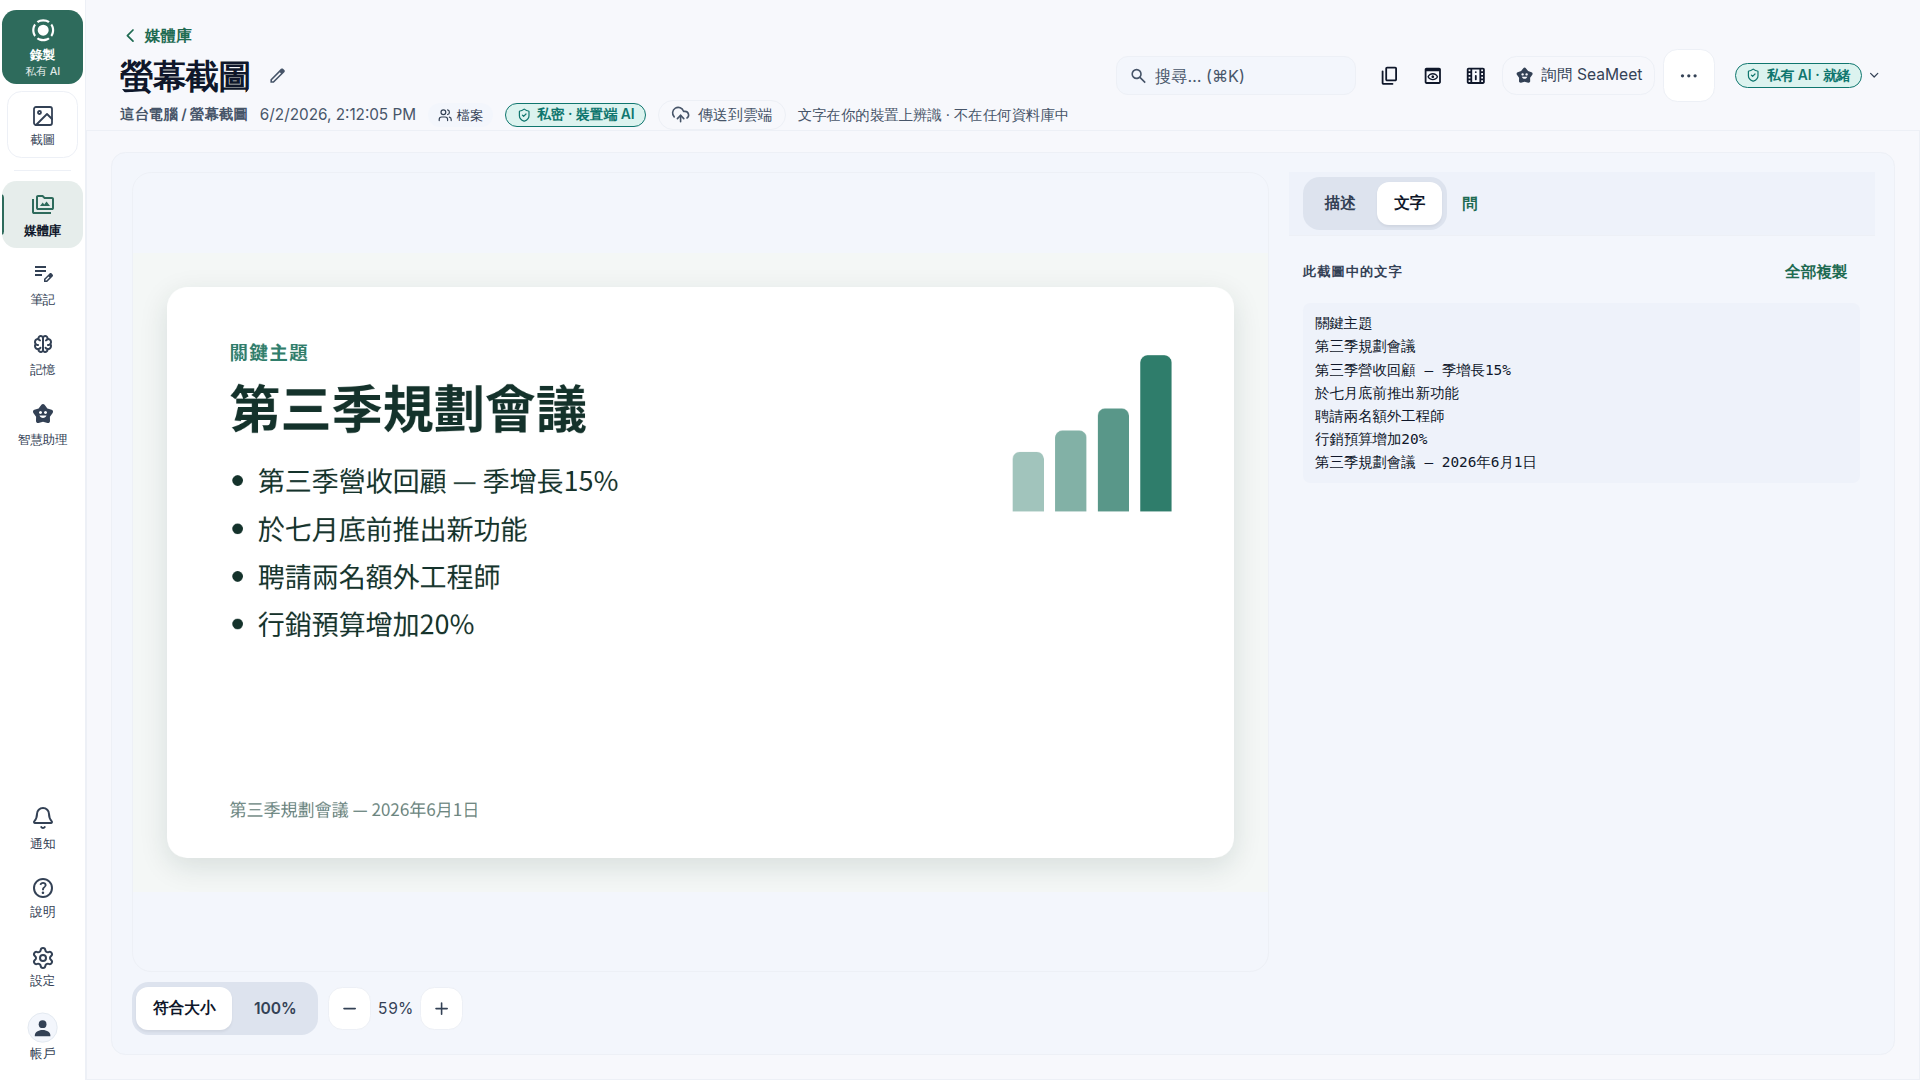 錄製
私有 AI
截圖
媒體庫
筆記
記憶
智慧助理
通知
說明
設定
帳戶
媒體庫
螢幕截圖
搜尋... (⌘K)
詢問 SeaMeet
私有 AI · 就緒
這台電腦 / 螢幕截圖 6/2/2026, 2:12:05 PM 檔案 私密 · 裝置端 AI 傳送到雲端 文字在你的裝置上辨識 · 不在任何資料庫中
關鍵主題
第三季規劃會議
• 第三季營收回顧 — 季增長15%
• 於七月底前推出新功能
• 聘請兩名額外工程師
• 行銷預算增加20%
第三季規劃會議 — 2026年6月1日
符合大小 100% 59%
描述 文字 問
此截圖中的文字 全部複製
關鍵主題
第三季規劃會議
第三季營收回顧 — 季增長15%
於七月底前推出新功能
聘請兩名額外工程師
行銷預算增加20%
第三季規劃會議 — 2026年6月1日